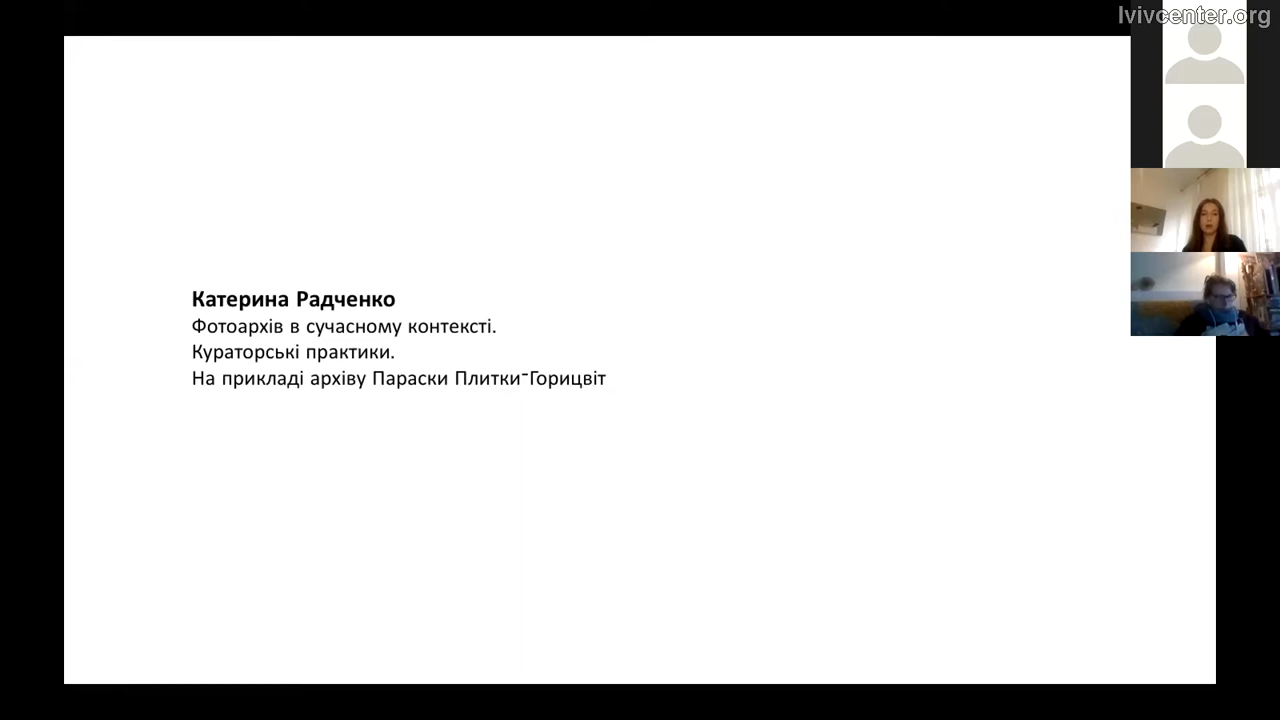 lvivcenter.org
Катерина Радченко
Фотоархів в сучасному контексті.
Кураторські практики.
На прикладі архіву Параски Плитки-Горицвіт